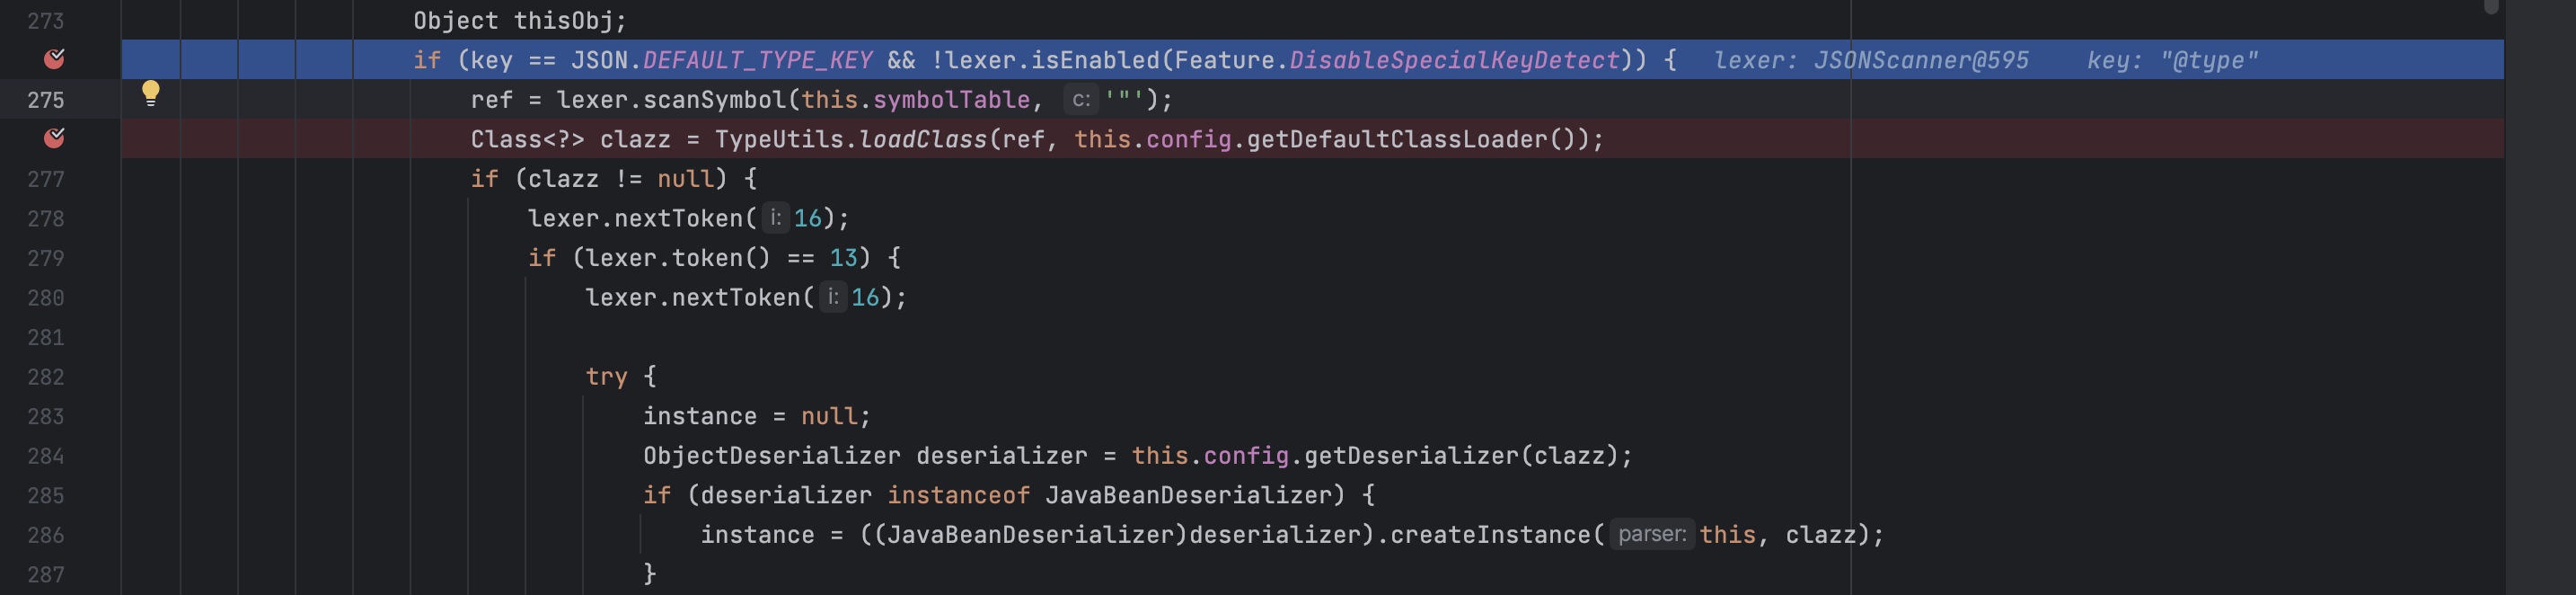 273 Object thisObj;
if (key == JSON.DEFAULT_TYPE_KEY && !lexer.isEnabled(Feature.DisableSpecialKeyDetect)) { lexer: JSONScanner@595 key: "@type"
275 ref = lexer.scanSymbol(this.symbolTable, c: '"');
Class<?> clazz = TypeUtils.loadClass(ref, this.config.getDefaultClassLoader());
277 if (clazz != null) {
278 lexer.nextToken( i: 16);
279 if (lexer.token() == 13) {
280 lexer.nextToken( i: 16);
281
282 try {
283 instance = null;
284 ObjectDeserializer deserializer = this.config.getDeserializer(clazz);
285 if (deserializer instanceof JavaBeanDeserializer) {
286 instance = ((JavaBeanDeserializer)deserializer).createInstance( parser: this, clazz);
287 }